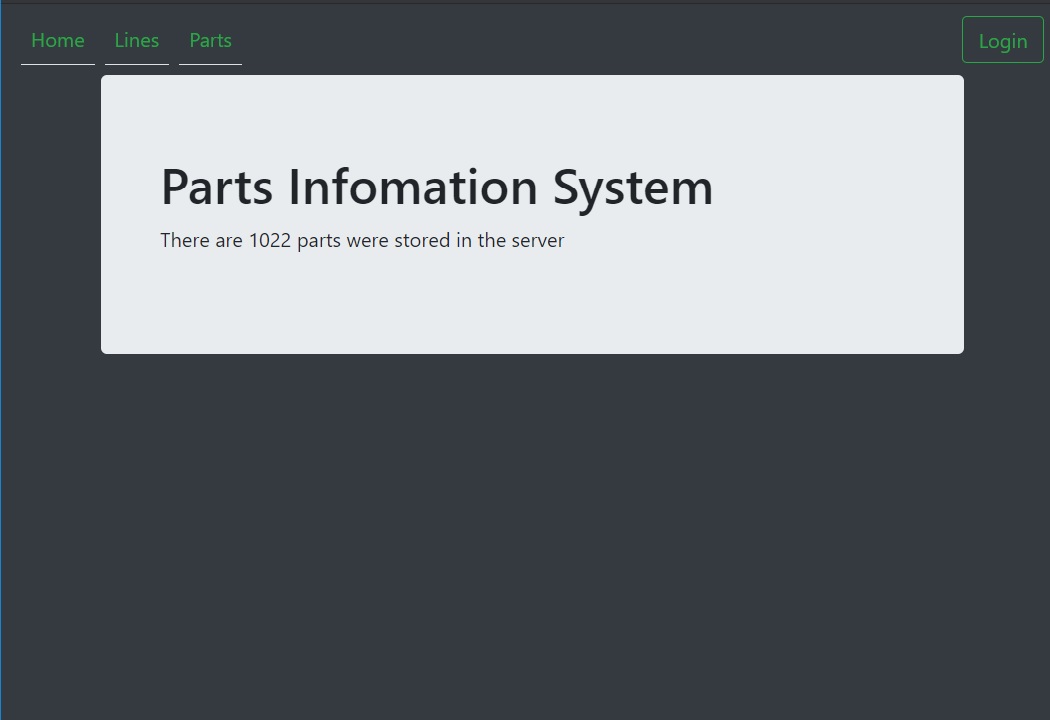 Home Lines Parts Login
Parts Infomation System
There are 1022 parts were stored in the server